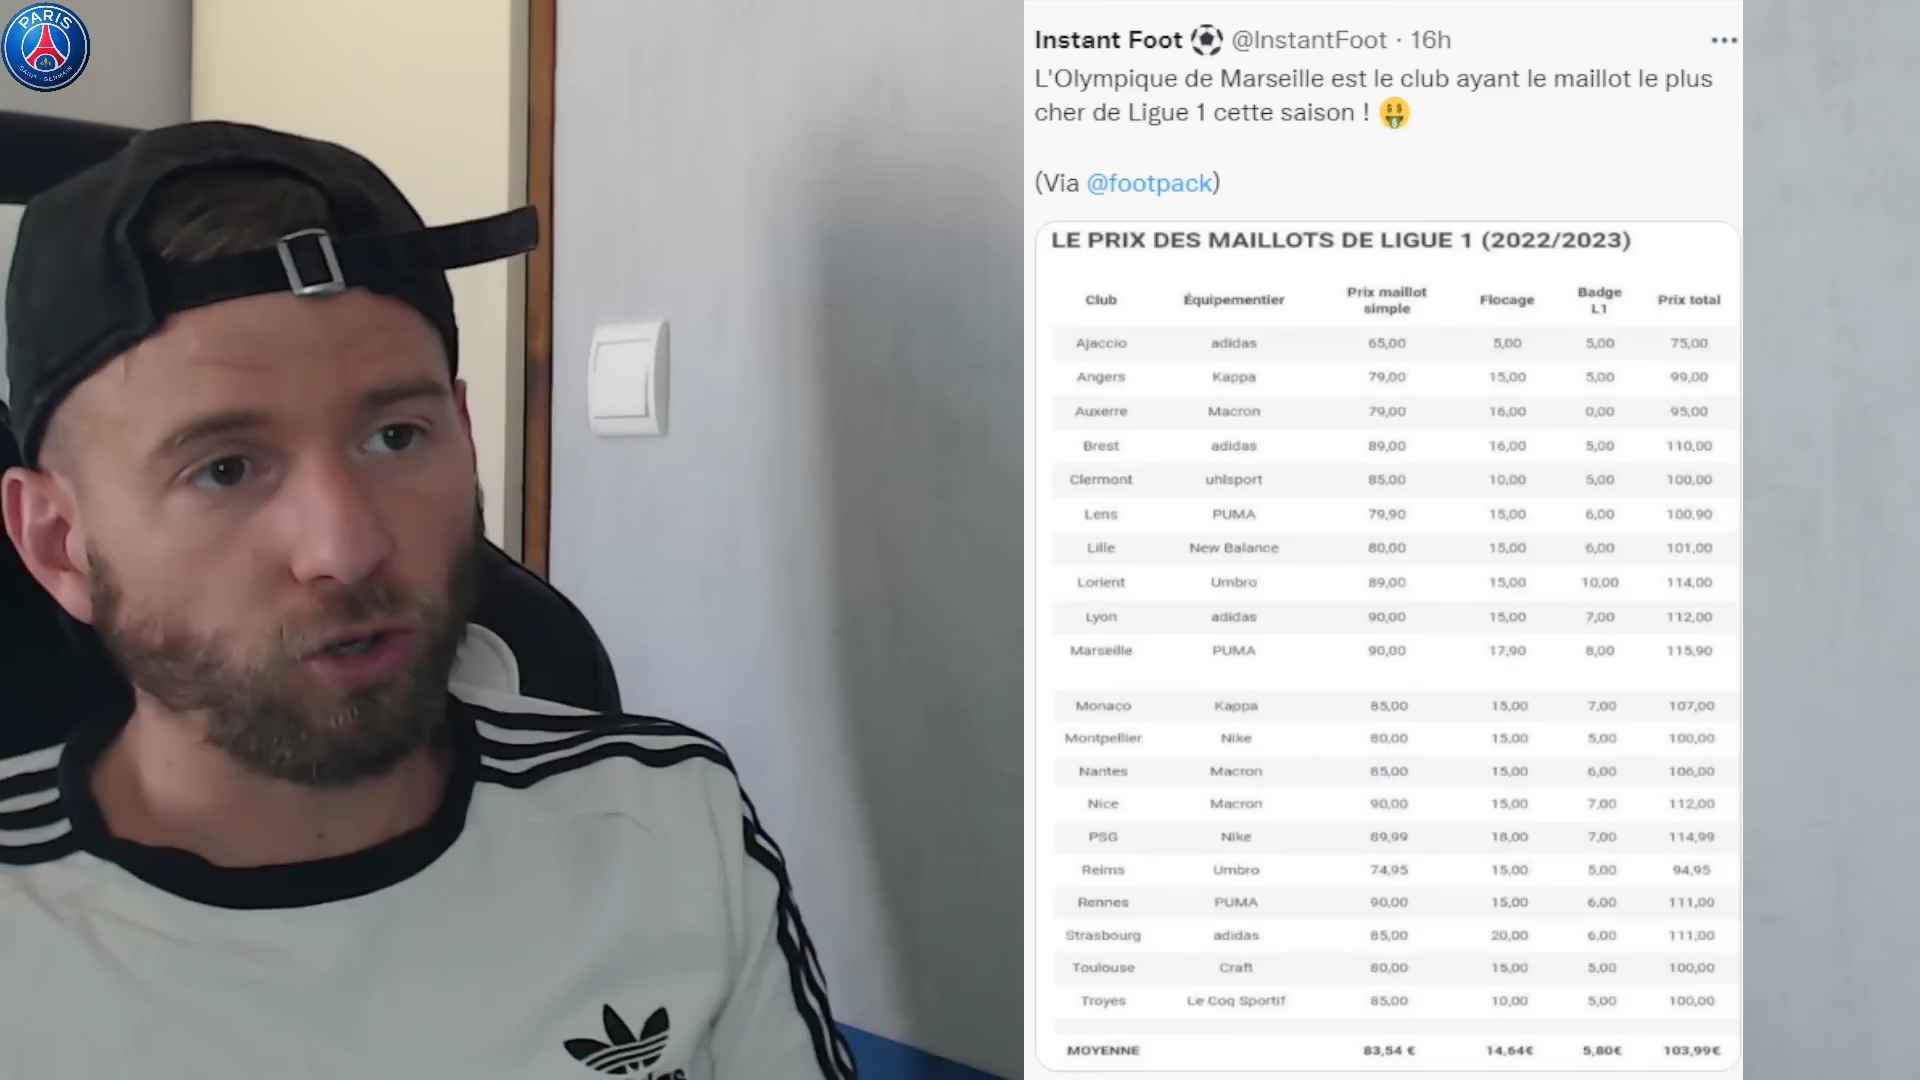 PARIS
SAINT-GERMAIN
Instant Foot @InstantFoot · 16h
L'Olympique de Marseille est le club ayant le maillot le plus
cher de Ligue 1 cette saison !
(Via @footpack)
LE PRIX DES MAILLOTS DE LIGUE 1 (2022/2023)
Club Équipementier Prix maillot simple Flocage Badge L1 Prix total
Ajaccio adidas 65,00 5,00 5,00 75,00
Angers Kappa 79,00 15,00 5,00 99,00
Auxerre Macron 79,00 16,00 0,00 95,00
Brest adidas 89,00 16,00 5,00 110,00
Clermont uhlsport 85,00 10,00 5,00 100,00
Lens PUMA 79,90 15,00 6,00 100,90
Lille New Balance 80,00 15,00 6,00 101,00
Lorient Umbro 89,00 15,00 10,00 114,00
Lyon adidas 90,00 15,00 7,00 112,00
Marseille PUMA 90,00 17,90 8,00 115,90
Monaco Kappa 85,00 15,00 7,00 107,00
Montpellier Nike 80,00 15,00 5,00 100,00
Nantes Macron 85,00 15,00 6,00 106,00
Nice Macron 90,00 15,00 7,00 112,00
PSG Nike 89,99 18,00 7,00 114,99
Reims Umbro 74,95 15,00 5,00 94,95
Rennes PUMA 90,00 15,00 6,00 111,00
Strasbourg adidas 85,00 20,00 6,00 111,00
Toulouse Craft 80,00 15,00 5,00 100,00
Troyes Le Coq Sportif 85,00 10,00 5,00 100,00
MOYENNE 83,54 € 14,64€ 5,80€ 103,99€
adidas